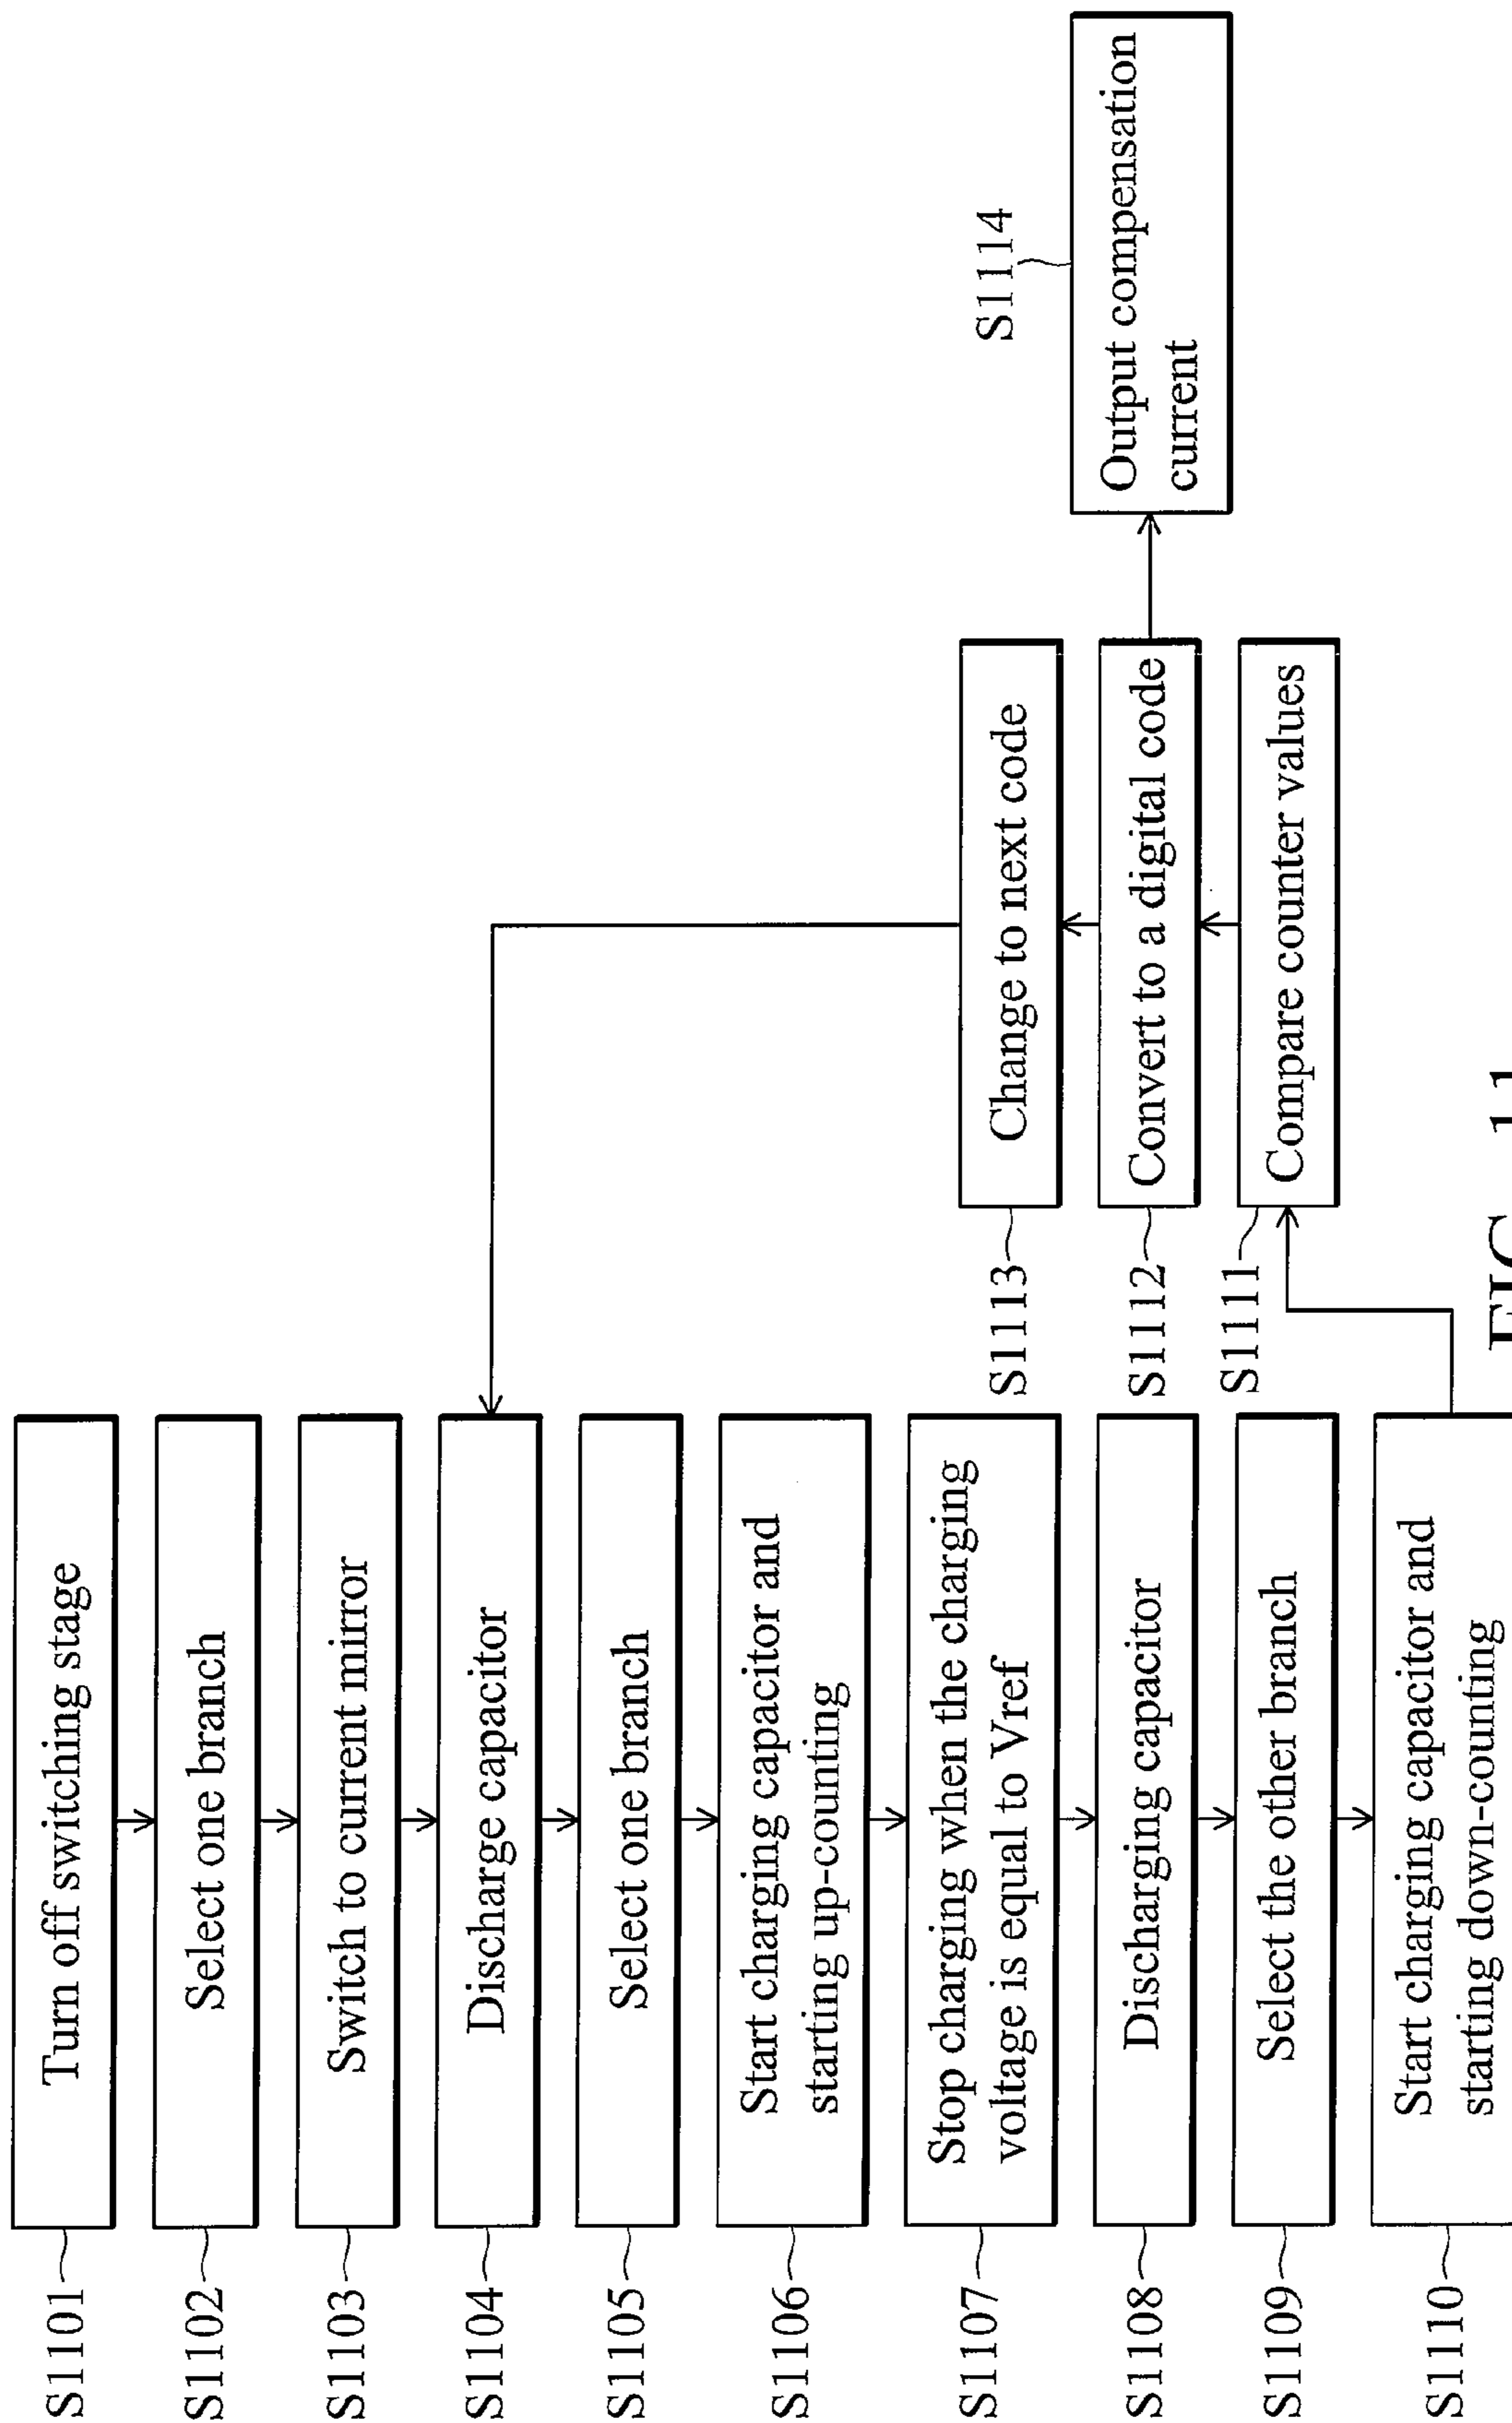 S1101
Turn off switching stage
S1102
Select one branch
S1103
Switch to current mirror
S1104
Discharge capacitor
S1105
Select one branch
S1106
Start charging capacitor and
starting up-counting
S1107
Stop charging when the charging
voltage is equal to Vref
S1108
Discharging capacitor
S1109
Select the other branch
S1110
Start charging capacitor and
starting down-counting
S1113
Change to next code
S1112
Convert to a digital code
S1111
Compare counter values
S1114
Output compensation
current